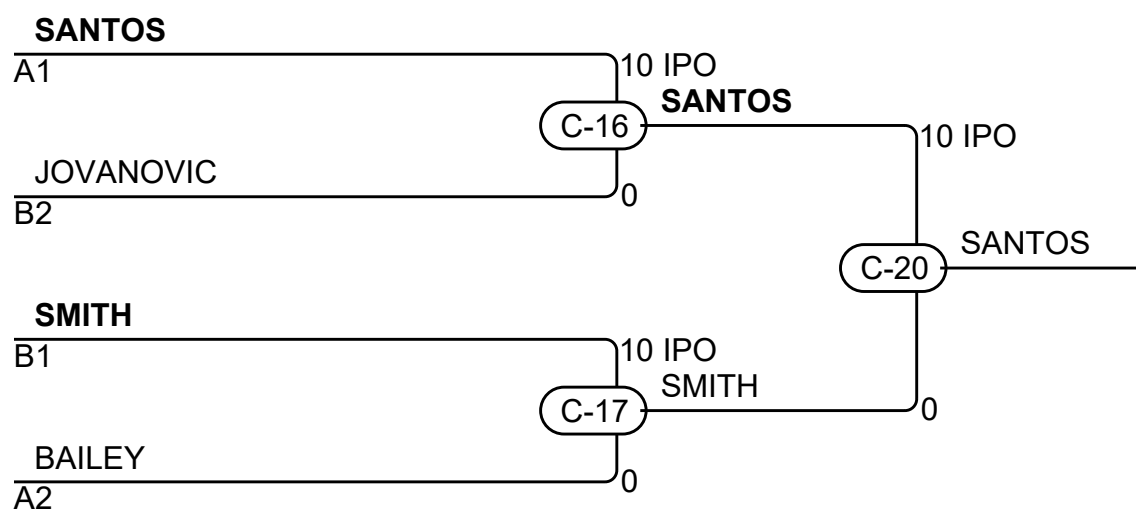 SANTOS
A1
10 IPO
C-16
SANTOS
JOVANOVIC
B2
0
10 IPO
C-20
SANTOS
SMITH
B1
10 IPO
C-17
SMITH
0
BAILEY
A2
0